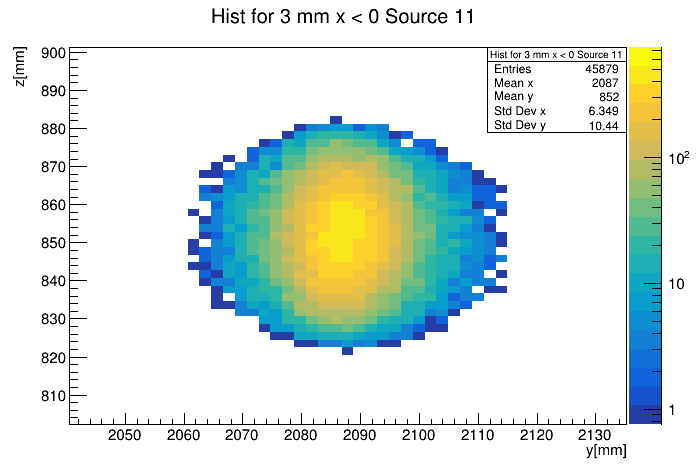 Hist for 3 mm x < 0 Source 11
z[mm]
Hist for 3 mm x < 0 Source 11
Entries 45879
Mean x 2087
Mean y 852
Std Dev x 6.349
Std Dev y 10.44
900
890
880
870
860
850
840
830
820
810
10²
10
1
2050 2060 2070 2080 2090 2100 2110 2120 2130
y[mm]